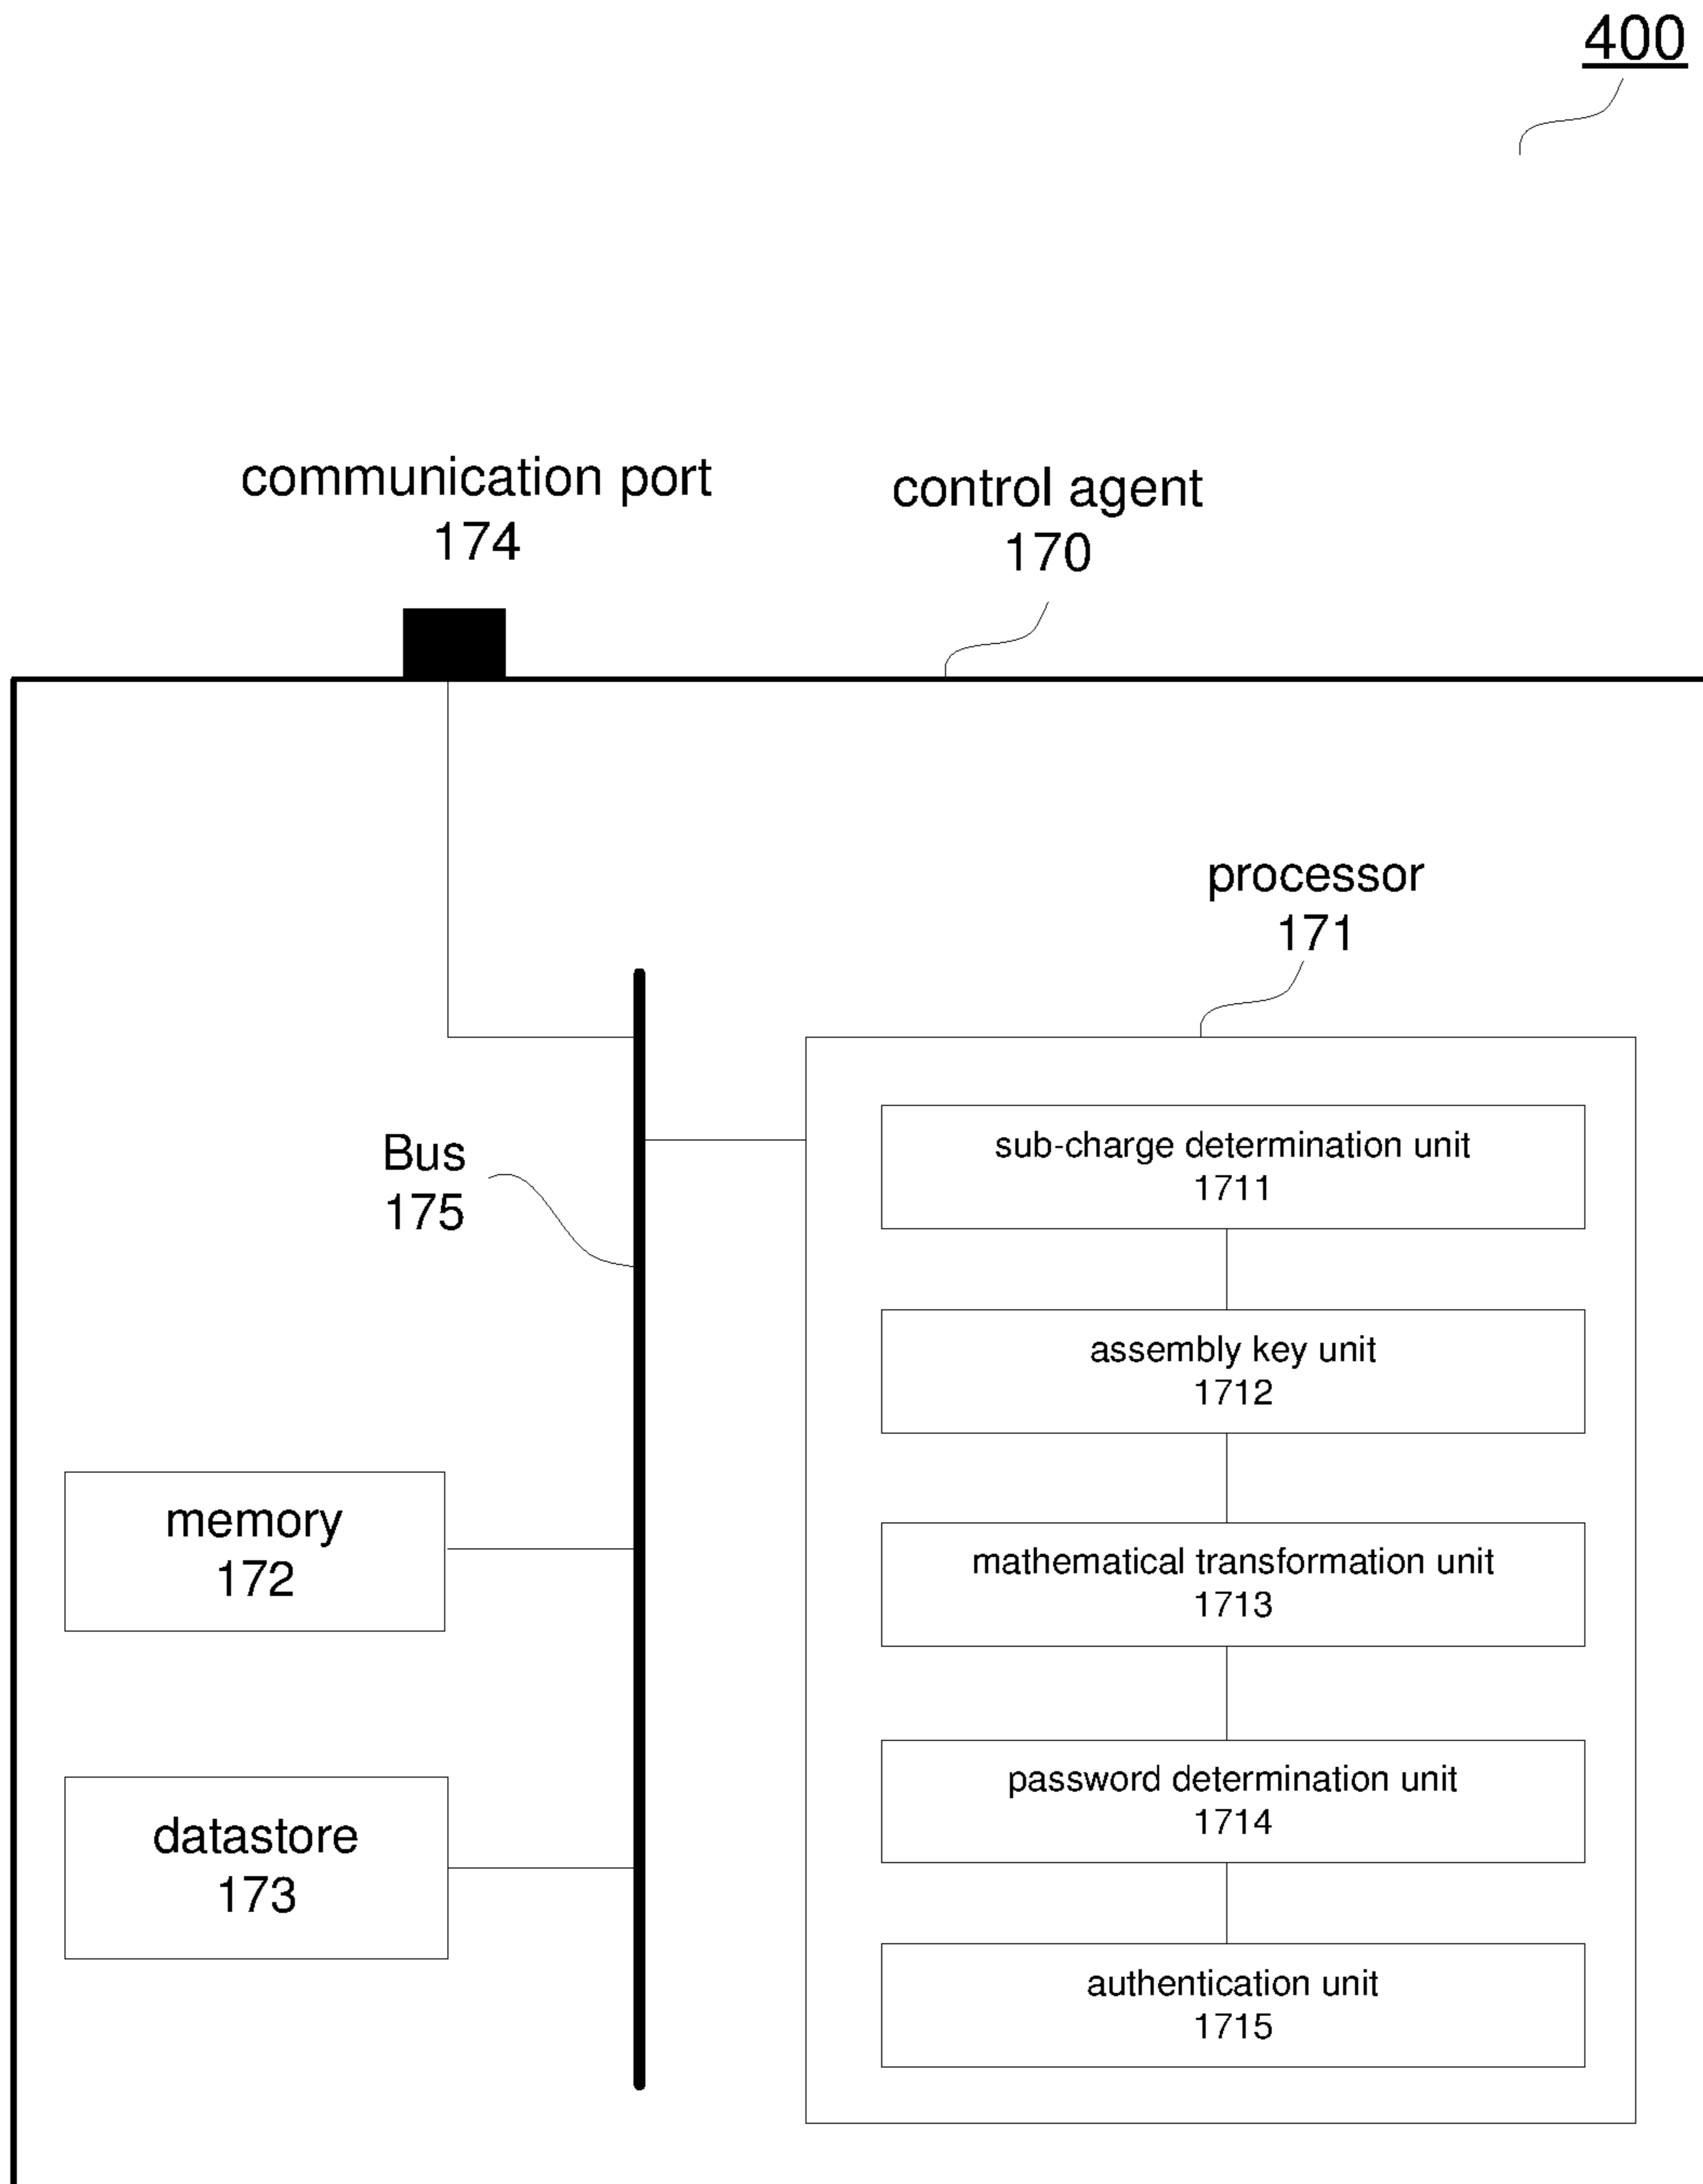 400
communication port
174
control agent
170
processor
171
Bus
175
sub-charge determination unit
1711
assembly key unit
1712
mathematical transformation unit
1713
password determination unit
1714
authentication unit
1715
memory
172
datastore
173